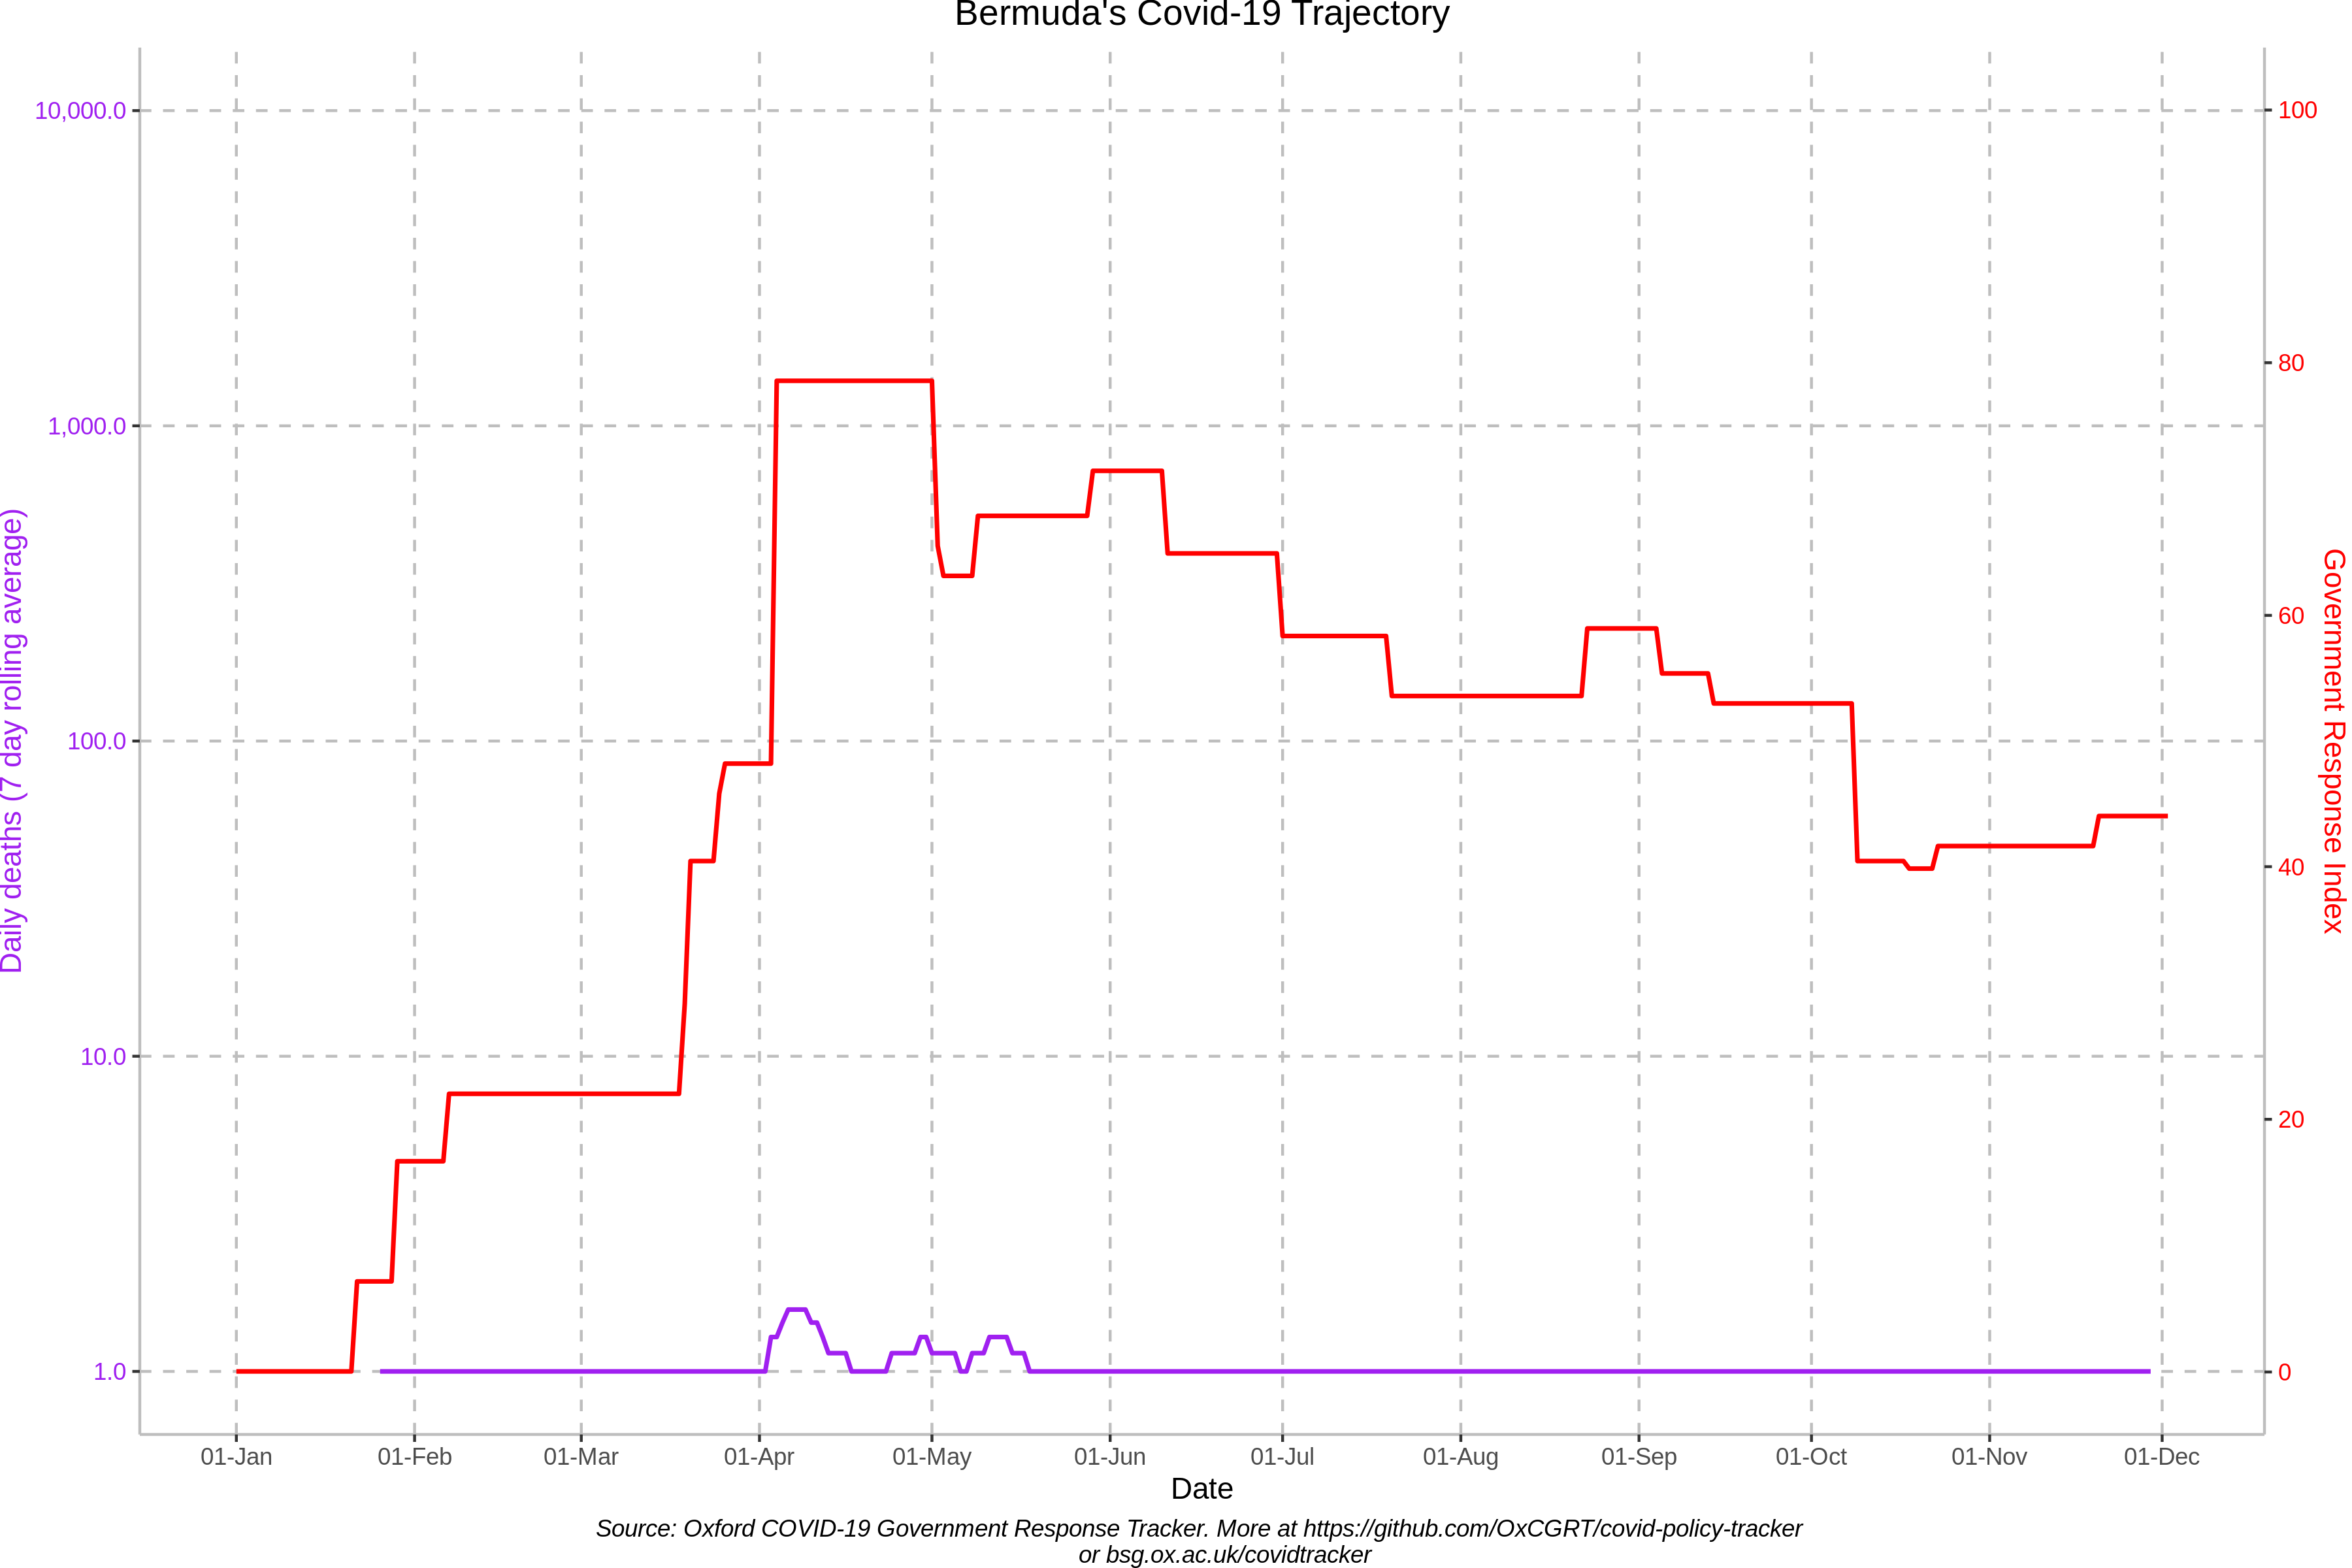 Bermuda's Covid-19 Trajectory
Daily deaths (7 day rolling average)
10,000.0
1,000.0
100.0
10.0
1.0
100
80
60
40
20
0
Government Response Index
01-Jan 01-Feb 01-Mar 01-Apr 01-May 01-Jun 01-Jul 01-Aug 01-Sep 01-Oct 01-Nov 01-Dec
Date
Source: Oxford COVID-19 Government Response Tracker. More at https://github.com/OxCGRT/covid-policy-tracker
or bsg.ox.ac.uk/covidtracker